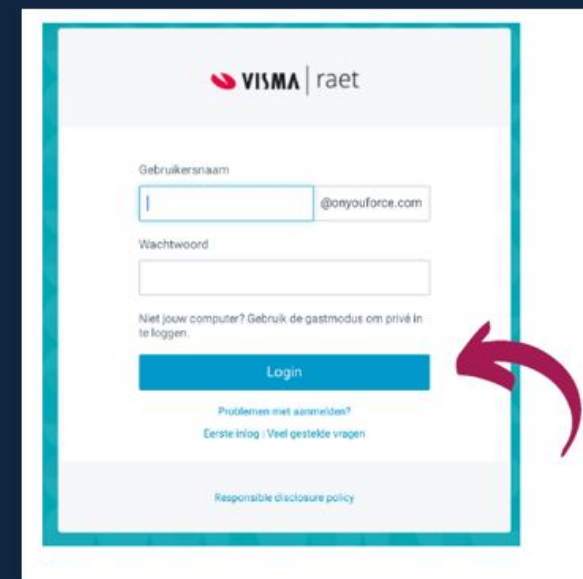 VISMA | raet
Gebruikersnaam
@onyouforce.com
Wachtwoord
Niet jouw computer? Gebruik de gastmodus om privé in
te loggen.
Login
Problemen met aanmelden?
Eerste inlog | Veel gestelde vragen
Responsible disclosure policy